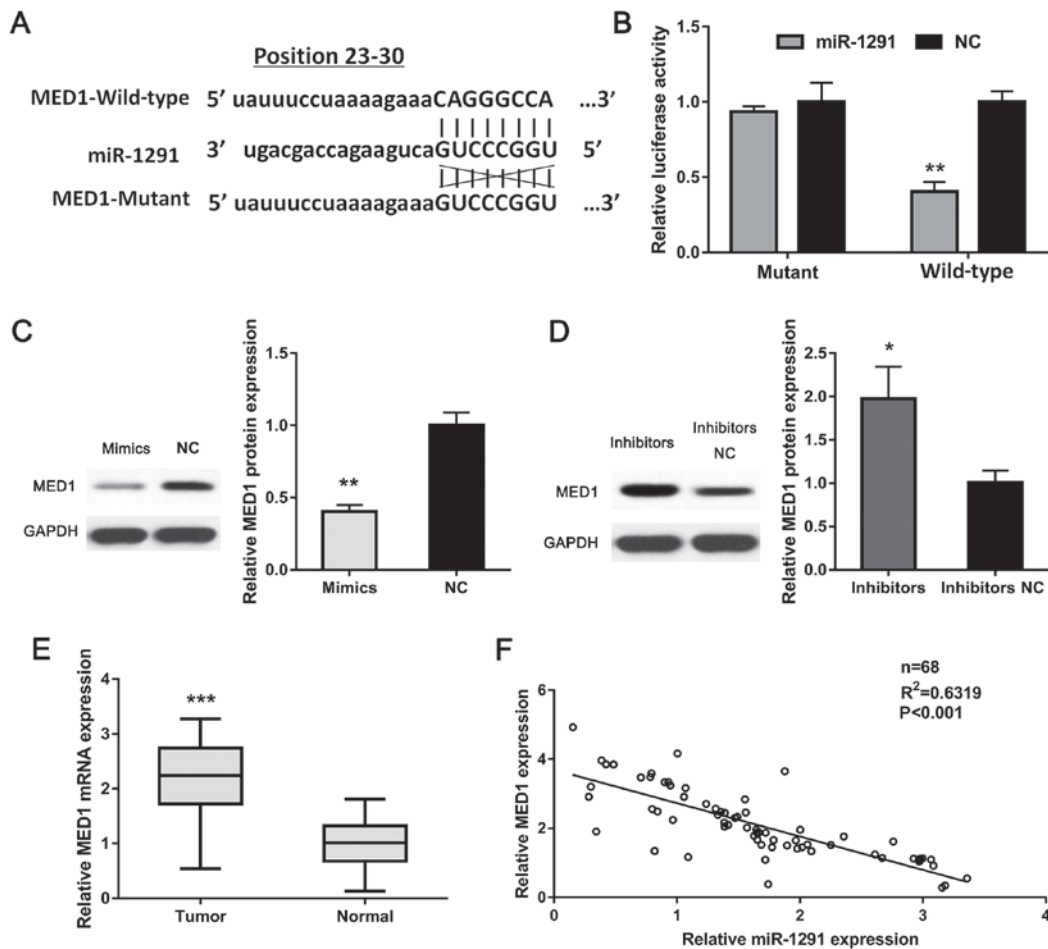 A
Position 23-30
MED1-Wild-type 5’ uauuuccuaaaagaaaCAGGGCCA ...3’
miR-1291 3’ ugacgaccagaagucaGUCCCGGU 5’
MED1-Mutant 5’ uauuuccuaaaagaaaGUCCCGGU ...3’
B
miR-1291 NC
Relative luciferase activity
1.5
1.0
0.5
0.0
**
Mutant Wild-type
C
Mimics NC
MED1
GAPDH
Relative MED1 protein expression
1.5
1.0
0.5
0.0
**
Mimics NC
D
Inhibitors Inhibitors NC
MED1
GAPDH
Relative MED1 protein expression
2.5
2.0
1.5
1.0
0.5
0.0
*
Inhibitors Inhibitors NC
E
Relative MED1 mRNA expression
4
3
2
1
0
***
Tumor Normal
F
n=68
R²=0.6319
P<0.001
Relative MED1 expression
6
4
2
0
0 1 2 3 4
Relative miR-1291 expression